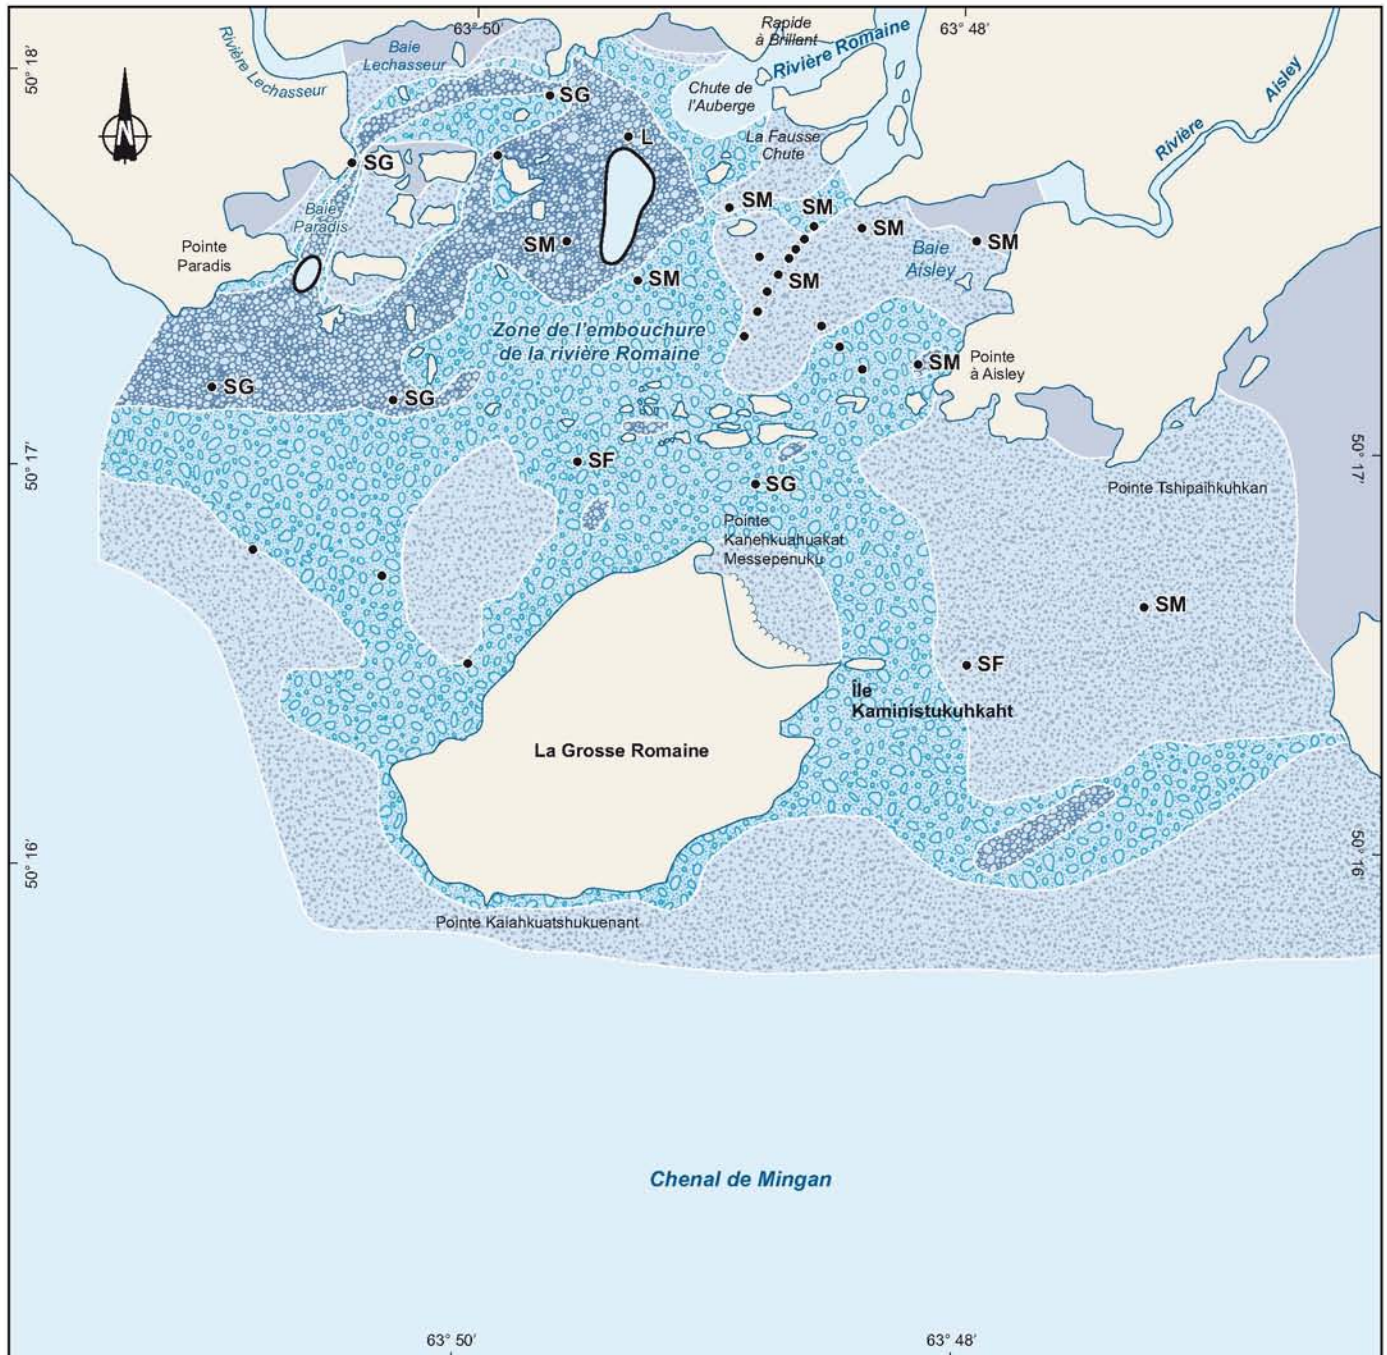 63° 50'
63° 48'
Rapide
à Brillant
Rivière Romaine
Rivière Lechasseur
Baie
Lechasseur
50° 18'
Aisley
Rivière
N
Chute de
l'Auberge
SG
L
La Fausse
Chute
SG
SM
SM
SM
SM
Baie
Paradis
Pointe
Paradis
SM
Baie
Aisley
SM
SM
Zone de l'embouchure
de la rivière Romaine
SM
Pointe
à Aisley
SG
SG
50° 17'
50° 17'
SF
SG
Pointe Tshipaihkuhkan
Pointe
Kanehkuahuakat
Messepenuku
SM
SF
Île
Kaministukuhkaht
La Grosse Romaine
50° 16'
50° 16'
Pointe Kaiahkuatshukuenant
Chenal de Mingan
63° 50'
63° 48'